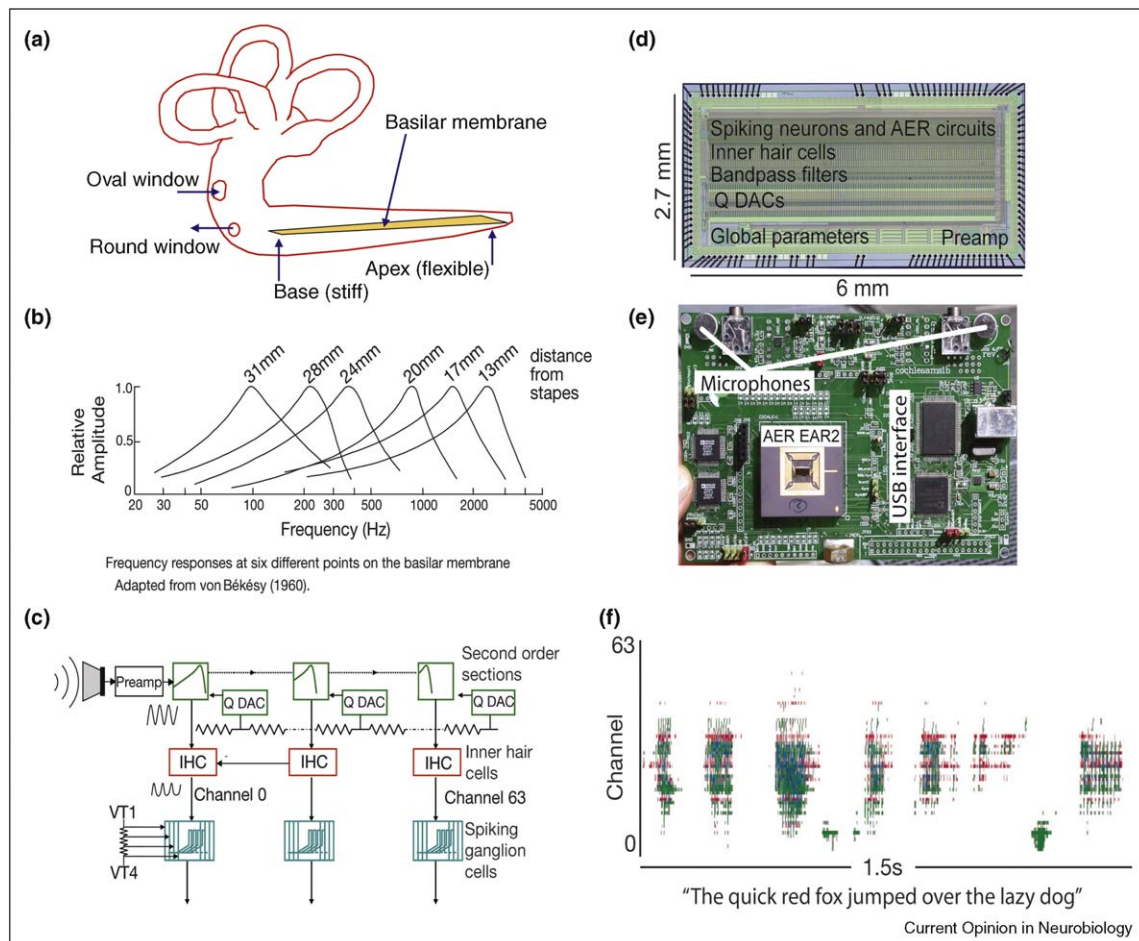 (a)
Basilar membrane
Oval window
Round window
Apex (flexible)
Base (stiff)
(b)
31mm
28mm
24mm
20mm
17mm
13mm
distance
from
stapes
Relative
Amplitude
1.0
0.5
0
20 30 50 100 200 300 500 1000 2000 5000
Frequency (Hz)
Frequency responses at six different points on the basilar membrane
Adapted from von Békésy (1960).
(c)
Preamp
Second order
sections
Q DAC
Q DAC
Q DAC
IHC
IHC
IHC
Inner hair
cells
Channel 0
Channel 63
VT1
VT4
Spiking
ganglion
cells
(d)
Spiking neurons and AER circuits
Inner hair cells
Bandpass filters
Q DACs
Global parameters
Preamp
2.7 mm
6 mm
(e)
rev.
cochleaams1b
Microphones
AER EAR2
USB interface
(f)
63
Channel
0
1.5s
“The quick red fox jumped over the lazy dog”
Current Opinion in Neurobiology